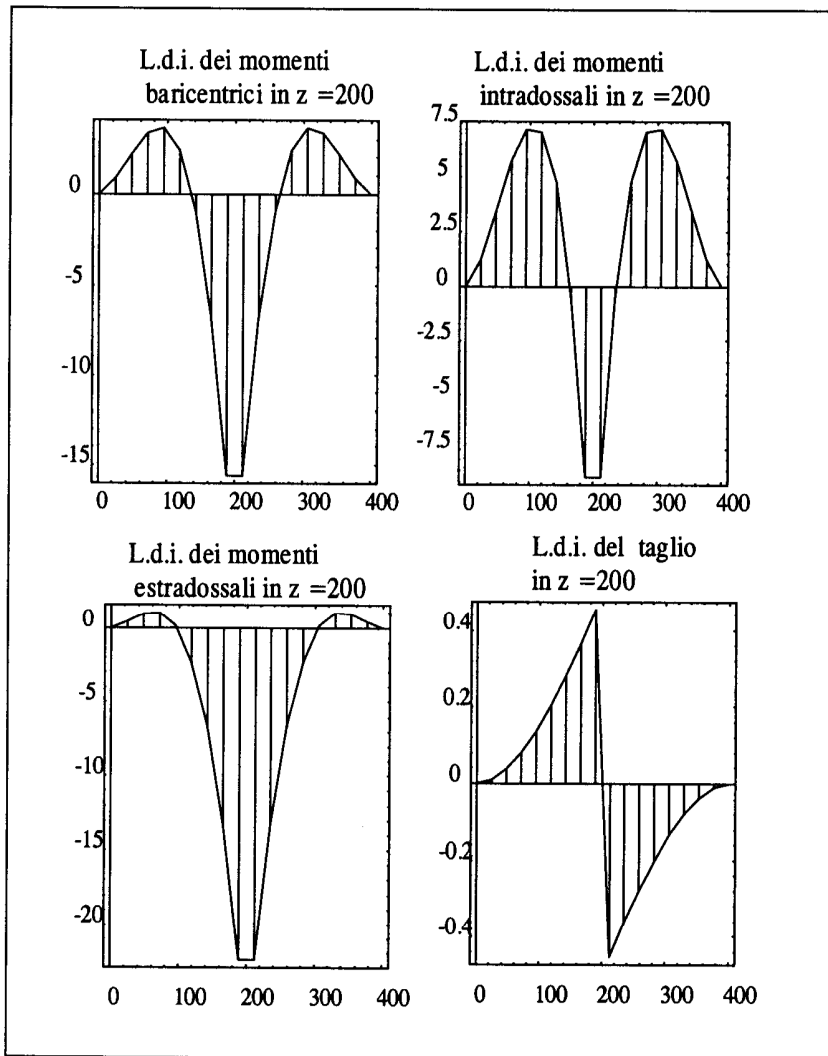 L.d.i. dei momenti
baricentrici in z =200
0
-5
-10
-15
0 100 200 300 400
L.d.i. dei momenti
intradossali in z =200
7.5
5
2.5
0
-2.5
-5
-7.5
0 100 200 300 400
L.d.i. dei momenti
estradossali in z =200
0
-5
-10
-15
-20
0 100 200 300 400
L.d.i. del taglio
in z =200
0.4
0.2
0
-0.2
-0.4
0 100 200 300 400